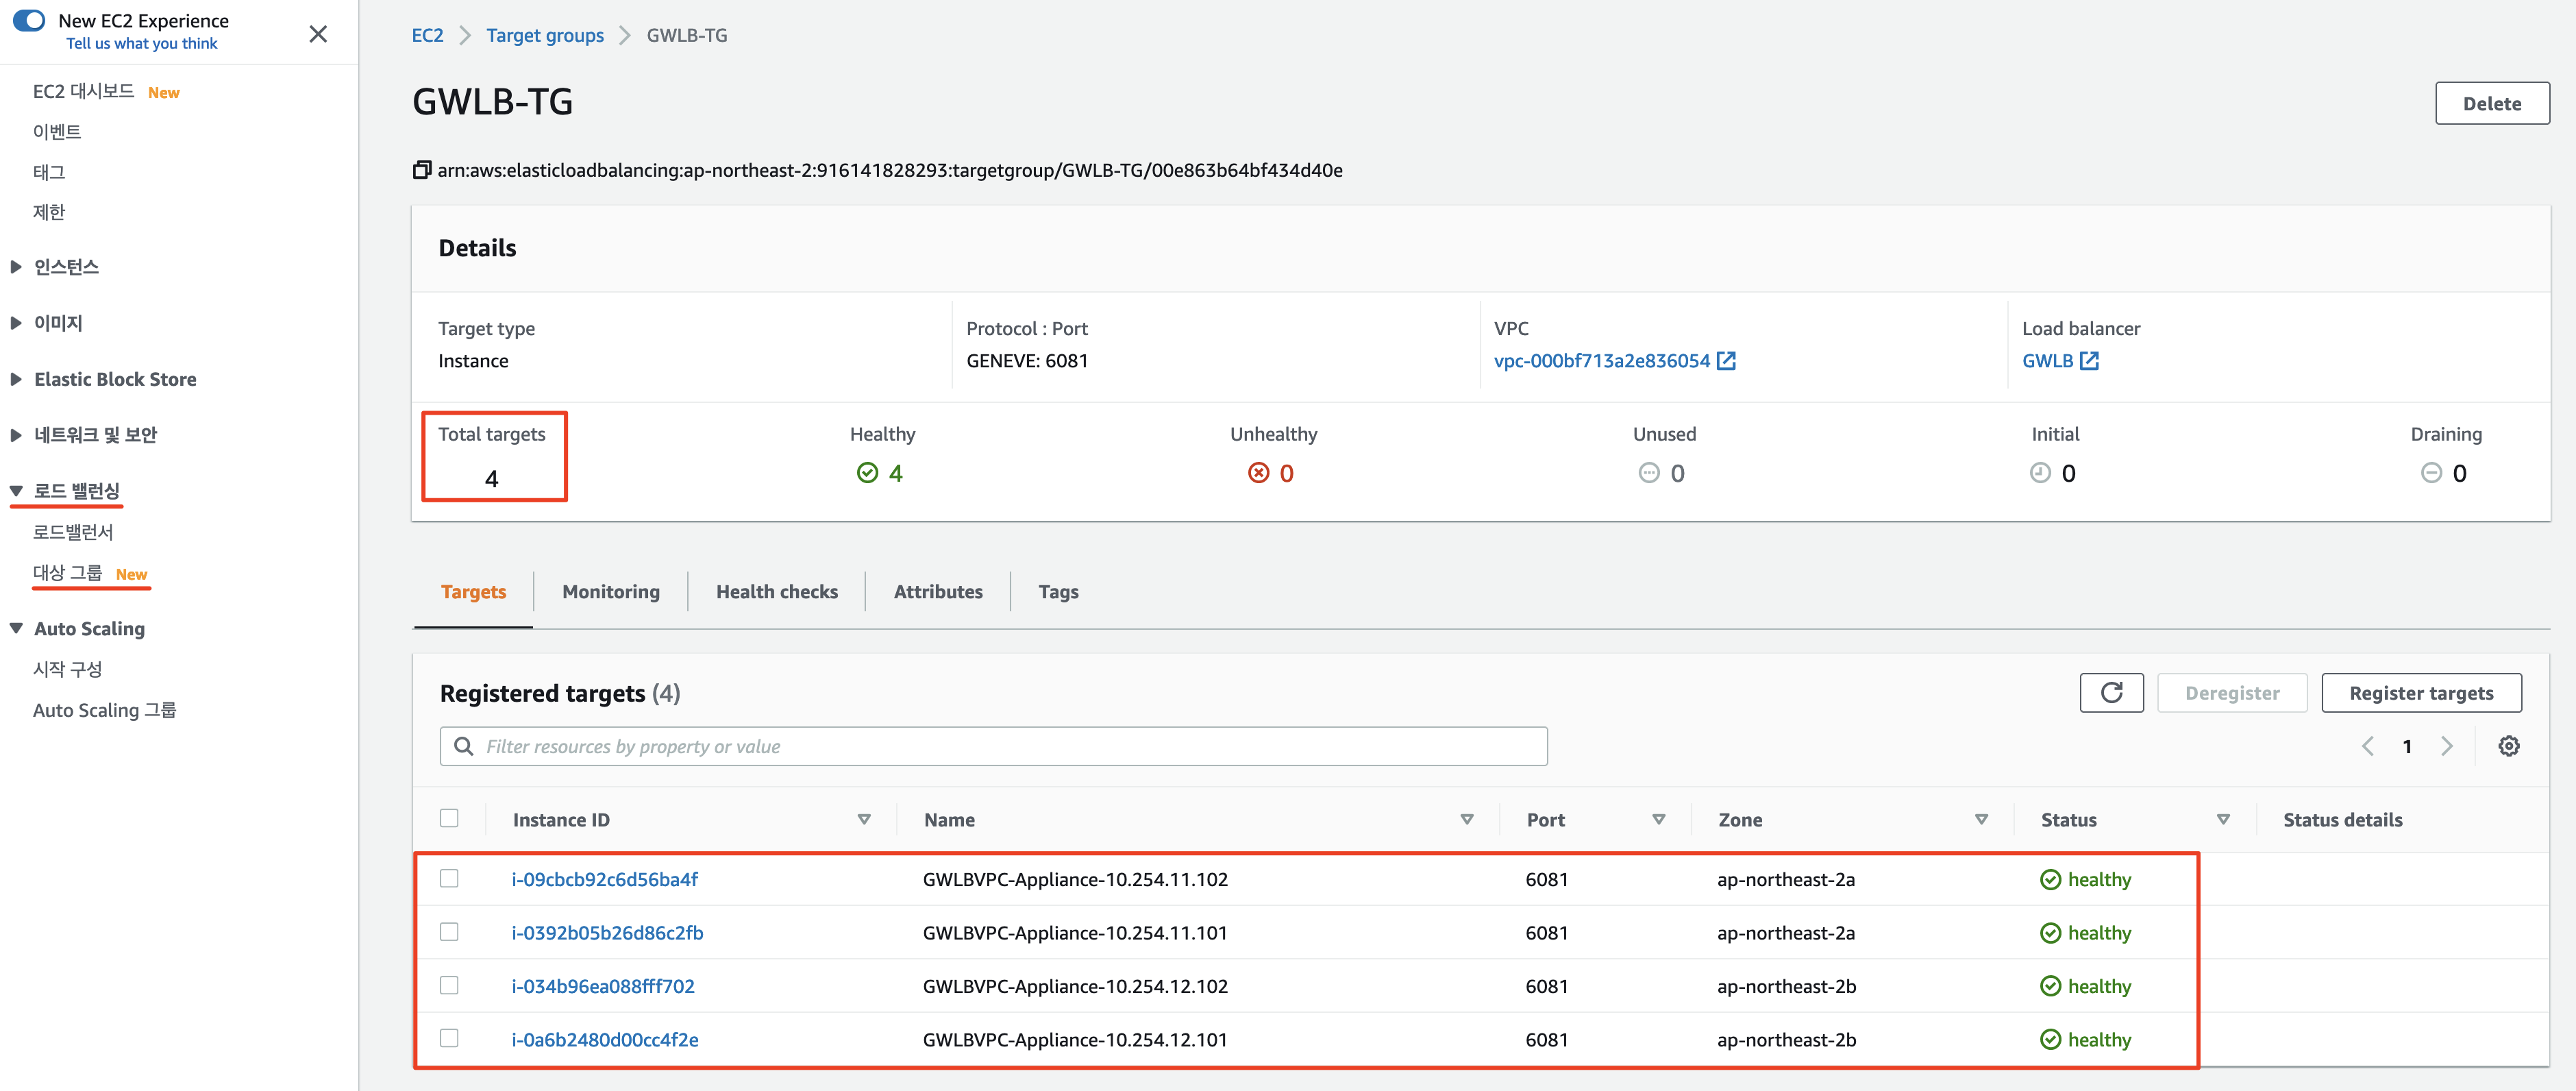 New EC2 Experience
Tell us what you think
EC2 대시보드 New
이벤트
태그
제한
인스턴스
이미지
Elastic Block Store
네트워크 및 보안
로드 밸런싱
로드밸런서
대상 그룹 New
Auto Scaling
시작 구성
Auto Scaling 그룹
EC2 Target groups GWLB-TG
GWLB-TG
Delete
arn:aws:elasticloadbalancing:ap-northeast-2:916141828293:targetgroup/GWLB-TG/00e863b64bf434d40e
Details
Target type Protocol : Port VPC Load balancer
Instance GENEVE: 6081 vpc-000bf713a2e836054 GWLB
Total targets Healthy Unhealthy Unused Initial Draining
4 4 0 0 0 0
Targets Monitoring Health checks Attributes Tags
Registered targets (4) Deregister Register targets
Filter resources by property or value 1
Instance ID Name Port Zone Status Status details
i-09cbcb92c6d56ba4f GWLBVPC-Appliance-10.254.11.102 6081 ap-northeast-2a healthy
i-0392b05b26d86c2fb GWLBVPC-Appliance-10.254.11.101 6081 ap-northeast-2a healthy
i-034b96ea088fff702 GWLBVPC-Appliance-10.254.12.102 6081 ap-northeast-2b healthy
i-0a6b2480d00cc4f2e GWLBVPC-Appliance-10.254.12.101 6081 ap-northeast-2b healthy